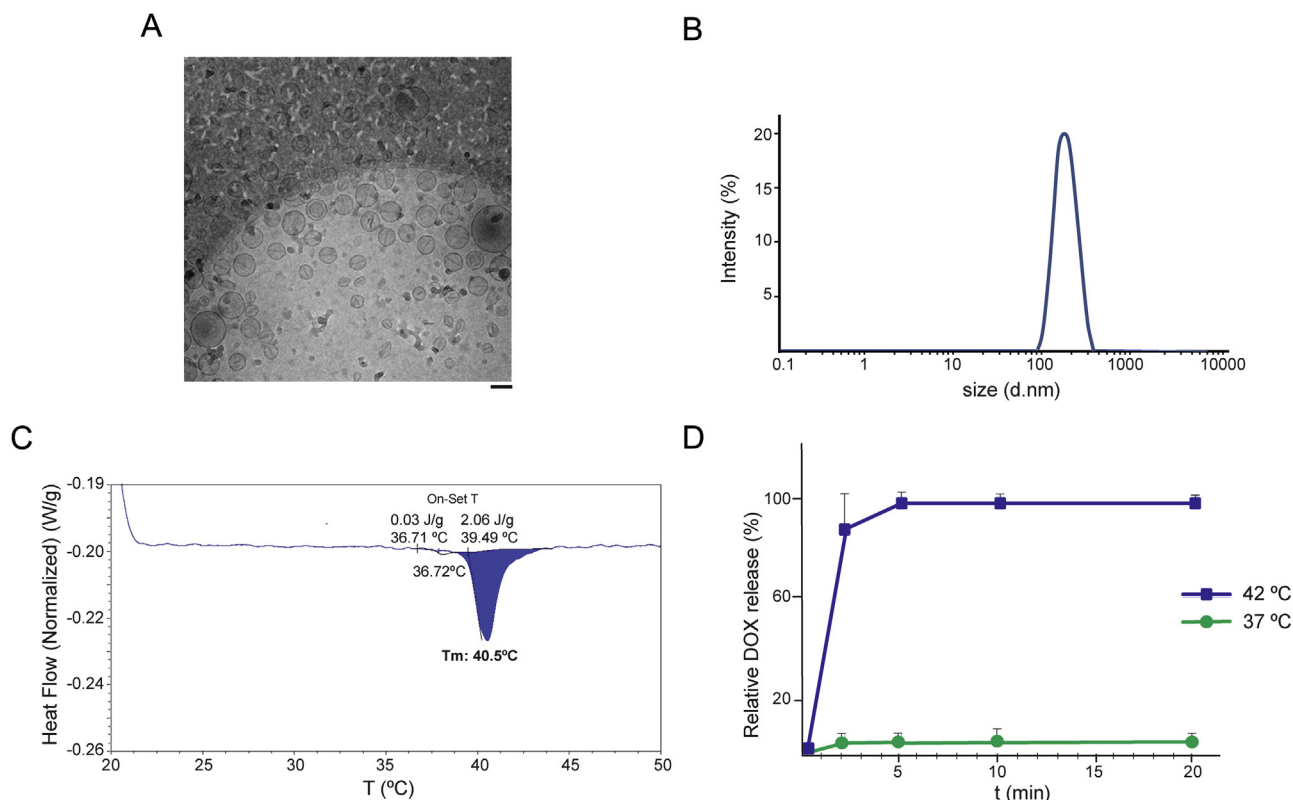 A
B
20
15
10
5
Intensity (%)
0.1 1 10 100 1000 10000
size (d.nm)
C
-0.19
-0.20
-0.22
-0.24
-0.26
Heat Flow (Normalized) (W/g)
On-Set T
0.03 J/g 2.06 J/g
36.71 ºC 39.49 ºC
36.72ºC
Tm: 40.5ºC
20 25 30 35 40 45 50
T (ºC)
D
100
60
20
Relative DOX release (%)
5 10 15 20
t (min)
42 ºC
37 ºC